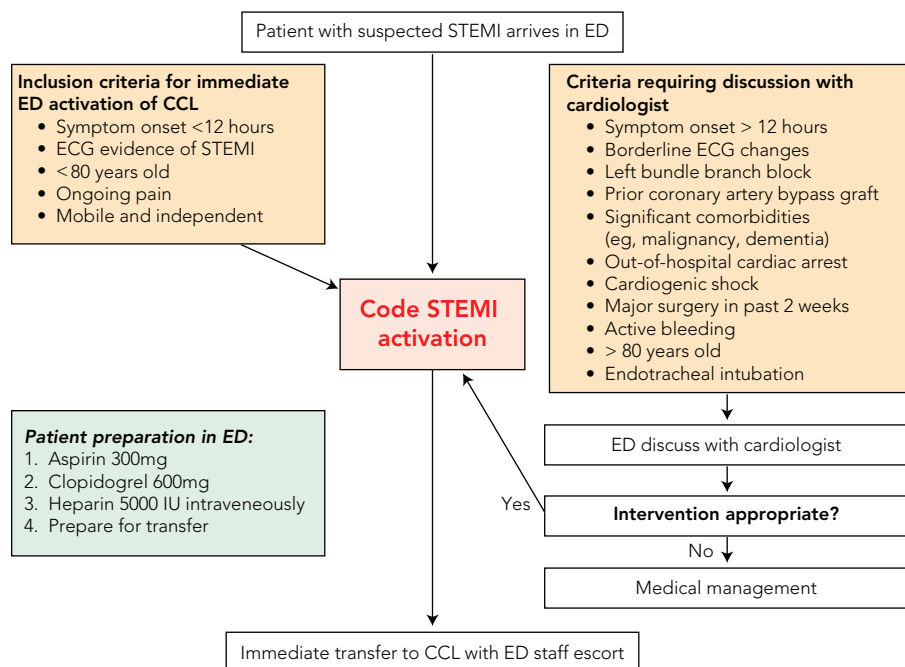 Patient with suspected STEMI arrives in ED
Inclusion criteria for immediate
ED activation of CCL
• Symptom onset <12 hours
• ECG evidence of STEMI
• <80 years old
• Ongoing pain
• Mobile and independent
Criteria requiring discussion with
cardiologist
• Symptom onset > 12 hours
• Borderline ECG changes
• Left bundle branch block
• Prior coronary artery bypass graft
• Significant comorbidities
(eg, malignancy, dementia)
• Out-of-hospital cardiac arrest
• Cardiogenic shock
• Major surgery in past 2 weeks
• Active bleeding
• > 80 years old
• Endotracheal intubation
Code STEMI
activation
Patient preparation in ED:
1. Aspirin 300mg
2. Clopidogrel 600mg
3. Heparin 5000 IU intraveneously
4. Prepare for transfer
ED discuss with cardiologist
Yes
Intervention appropriate?
No
Medical management
Immediate transfer to CCL with ED staff escort